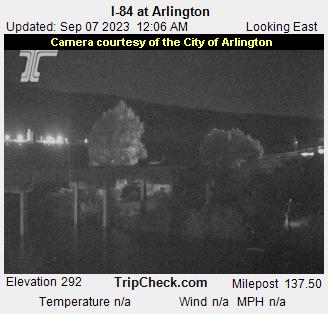 I-84 at Arlington
Updated: Sep 07 2023 12:06 AM Looking East
Camera courtesy of the City of Arlington
Elevation 292 TripCheck.com Milepost 137.50
Temperature n/a Wind n/a MPH n/a